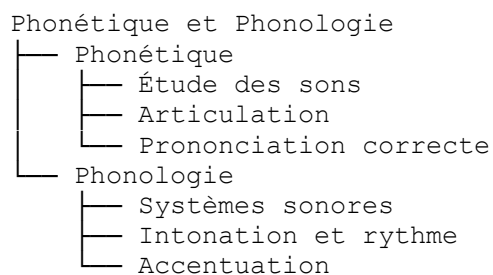 Phonétique et Phonologie
Phonétique
Étude des sons
Articulation
Prononciation correcte
Phonologie
Systèmes sonores
Intonation et rythme
Accentuation